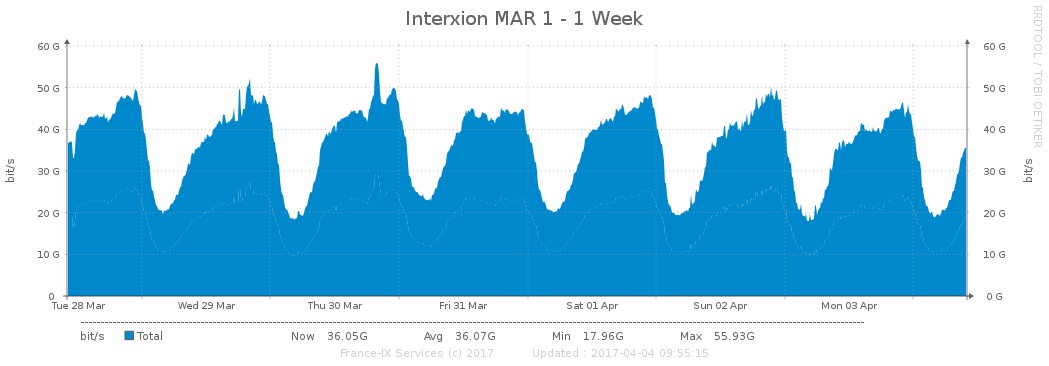 Interxion MAR 1 - 1 Week
RRDTOOL / TOBI OETIKER
bit/s
bit/s
60 G 60 G
50 G 50 G
40 G 40 G
30 G 30 G
20 G 20 G
10 G 10 G
0 0 G
Tue 28 Mar Wed 29 Mar Thu 30 Mar Fri 31 Mar Sat 01 Apr Sun 02 Apr Mon 03 Apr
bit/s Total Now 36.05G Avg 36.07G Min 17.96G Max 55.93G
France-IX Services (c) 2017 Updated : 2017-04-04 09:55:15